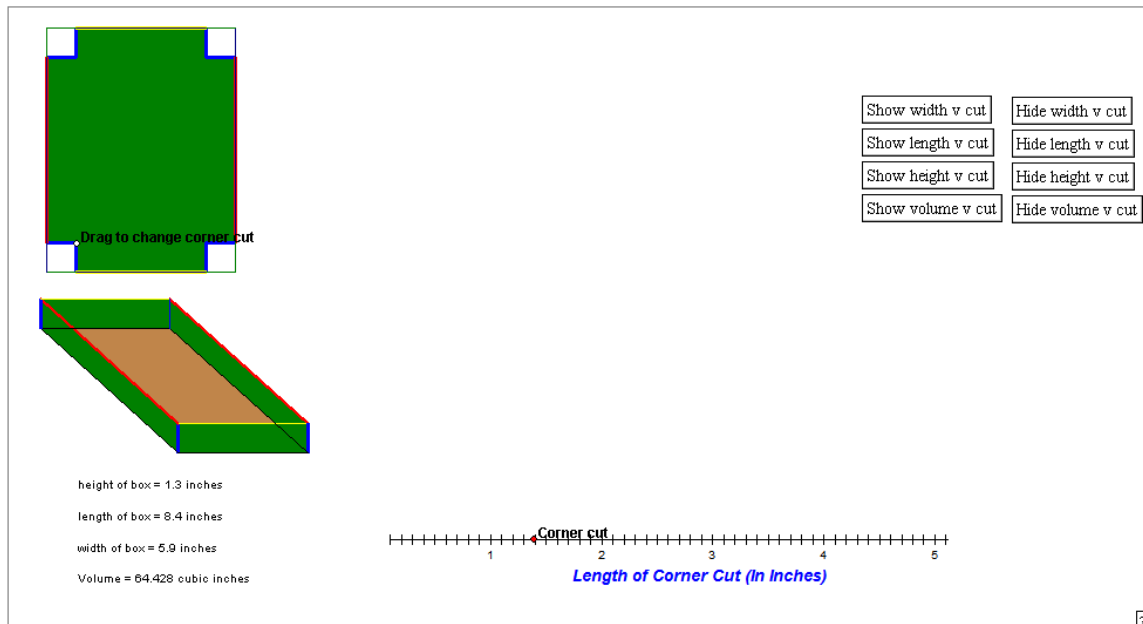 Show width v cut
Hide width v cut
Show length v cut
Hide length v cut
Show height v cut
Hide height v cut
Show volume v cut
Hide volume v cut
Drag to change corner cut
height of box = 1.3 inches
length of box = 8.4 inches
width of box = 5.9 inches
Volume = 64.428 cubic inches
Corner cut
1 2 3 4 5
Length of Corner Cut (In Inches)